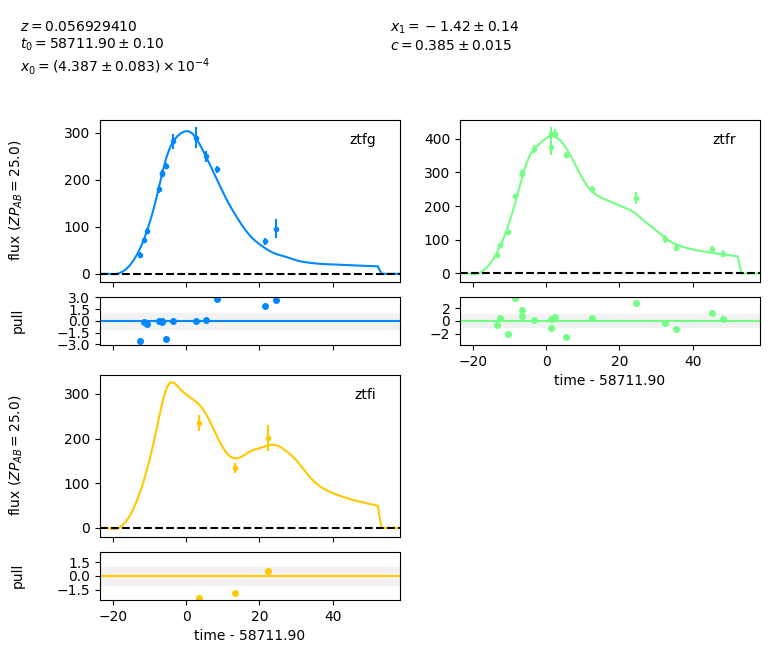 z = 0.056929410
t₀ = 58711.90 ± 0.10
x₀ = (4.387 ± 0.083) × 10⁻⁴
x₁ = −1.42 ± 0.14
c = 0.385 ± 0.015
flux (ZP_AB = 25.0)
300
200
100
0
ztfg
400
300
200
100
0
ztfr
pull
3.0
1.5
0.0
−1.5
−3.0
2
0
−2
−20 0 20 40
time - 58711.90
flux (ZP_AB = 25.0)
300
200
100
0
ztfi
pull
1.5
0.0
−1.5
−20 0 20 40
time - 58711.90